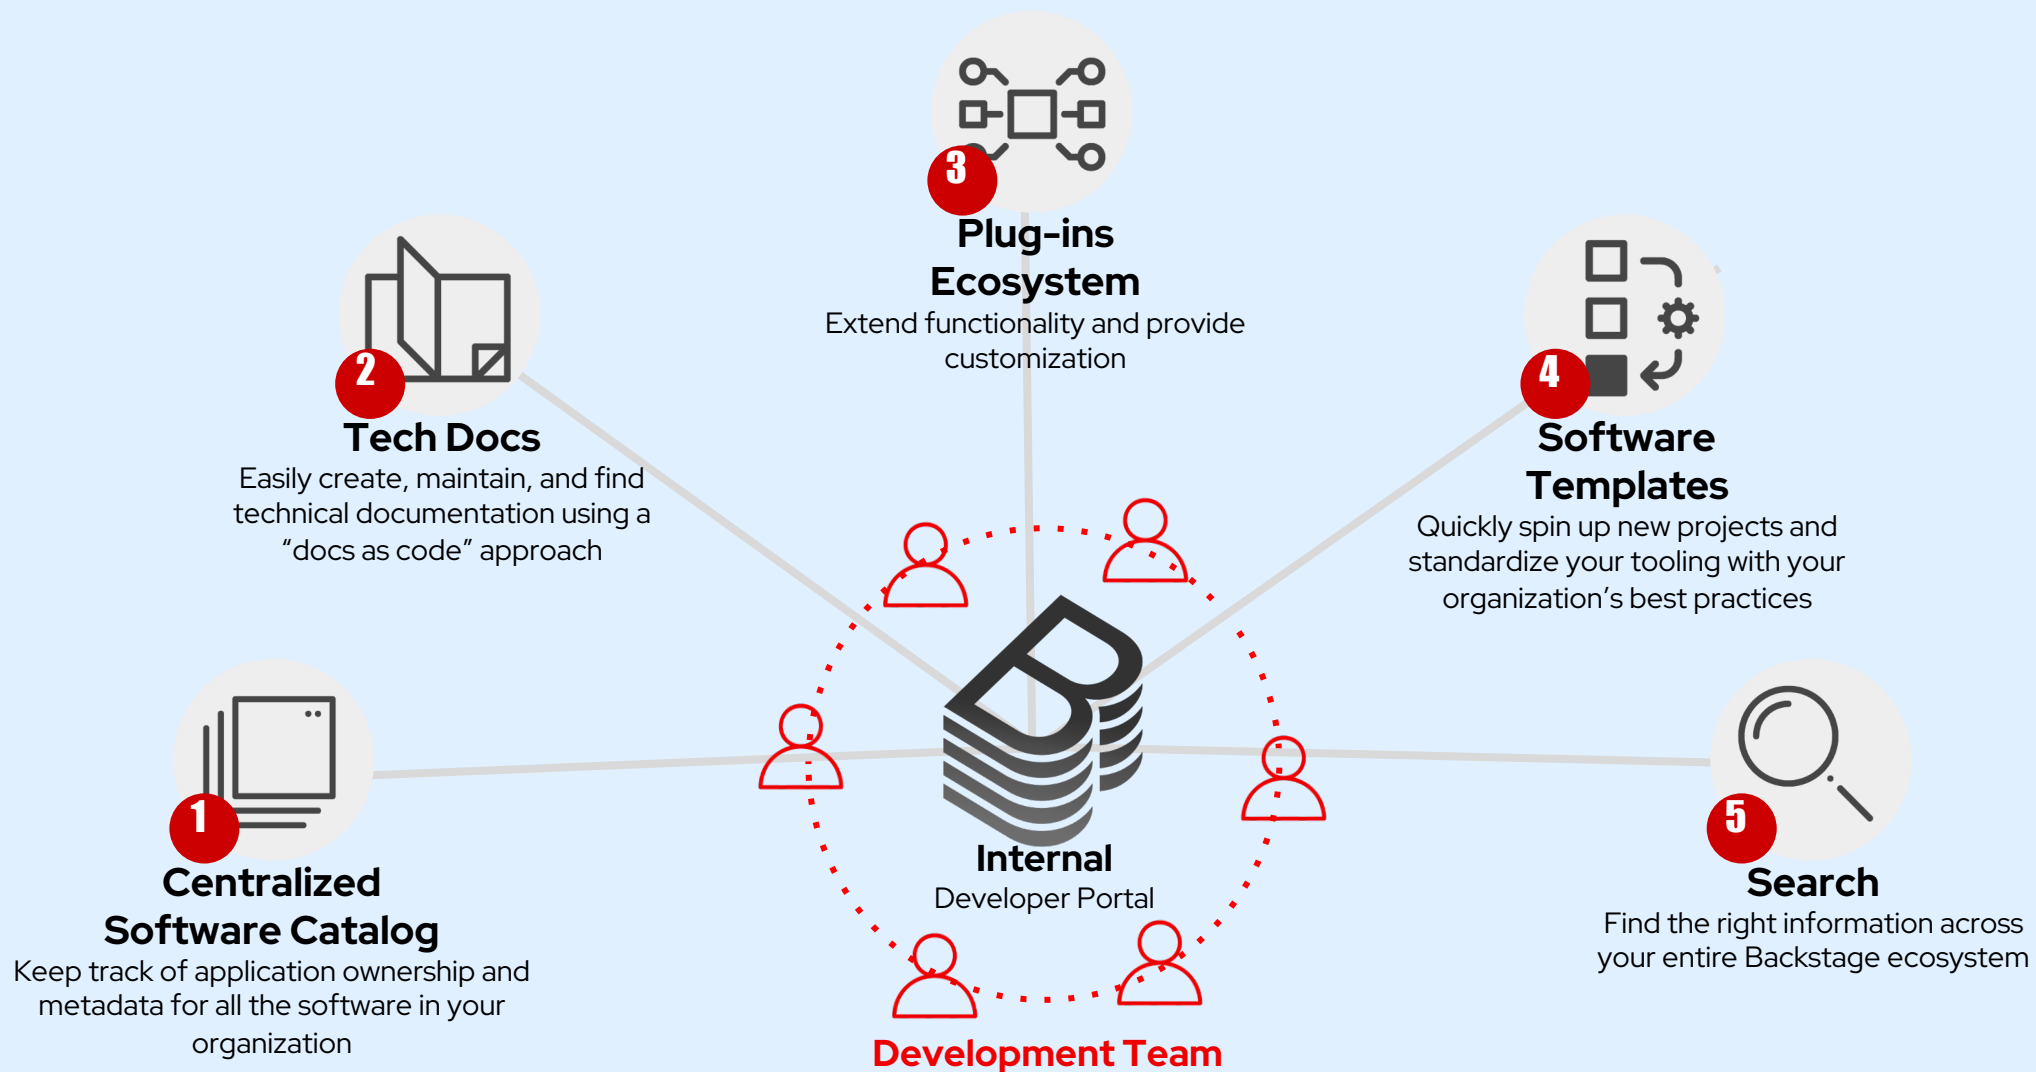 3
Plug-ins
Ecosystem
Extend functionality and provide
customization
2
Tech Docs
Easily create, maintain, and find
technical documentation using a
“docs as code” approach
4
Software
Templates
Quickly spin up new projects and
standardize your tooling with your
organization’s best practices
1
Centralized
Software Catalog
Keep track of application ownership and
metadata for all the software in your
organization
Internal
Developer Portal
Development Team
5
Search
Find the right information across
your entire Backstage ecosystem